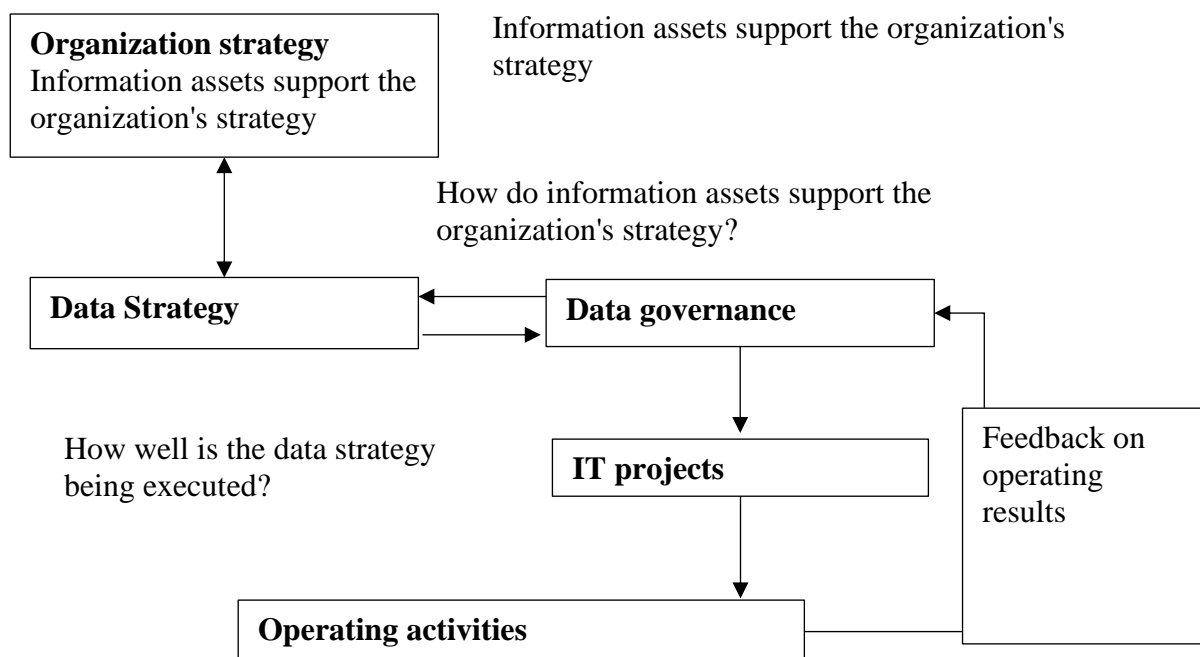 Organization strategy
Information assets support the
organization's strategy
Information assets support the organization's
strategy
How do information assets support the
organization's strategy?
Data Strategy
Data governance
How well is the data strategy
being executed?
IT projects
Feedback on
operating
results
Operating activities